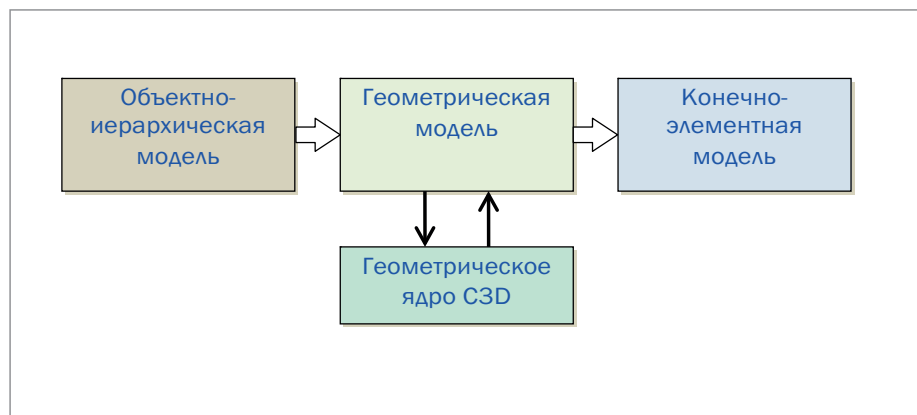 Объектно-
иерархическая
модель
Геометрическая
модель
Конечно-
элементная
модель
Геометрическое
ядро C3D